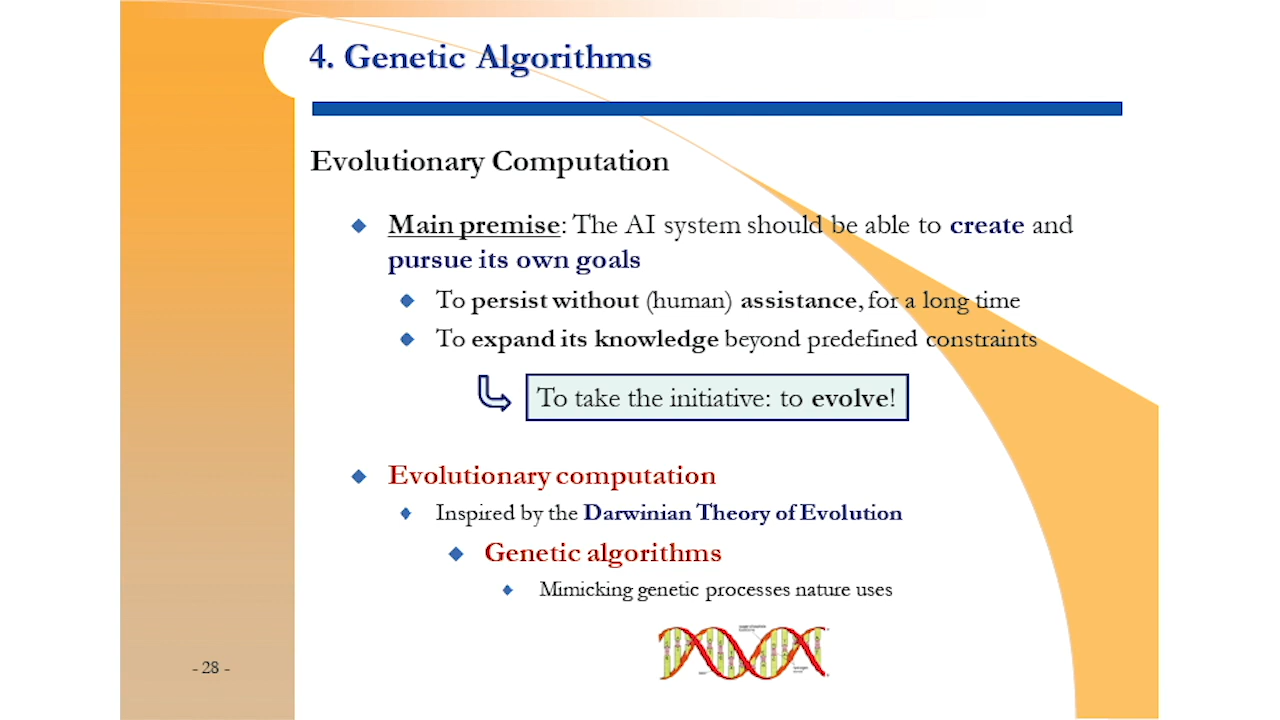 4. Genetic Algorithms
Evolutionary Computation
Main premise: The AI system should be able to create and
pursue its own goals
To persist without (human) assistance, for a long time
To expand its knowledge beyond predefined constraints
To take the initiative: to evolve!
Evolutionary computation
Inspired by the Darwinian Theory of Evolution
Genetic algorithms
Mimicking genetic processes nature uses
- 28 -